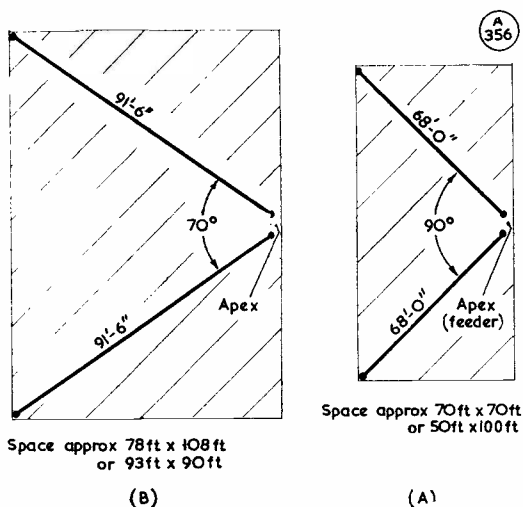 A
356
91'-6"
68'-0"
70°
90°
Apex
Apex
(feeder)
91'-6"
68'-0"
Space approx 78ft x 108ft
or 93ft x 90ft
Space approx 70ft x 70ft
or 50ft x 100ft
(B)
(A)